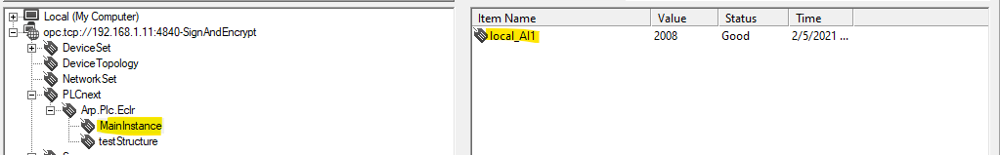 Local (My Computer)
opc.tcp://192.168.1.11:4840-SignAndEncrypt
DeviceSet
DeviceTopology
NetworkSet
PLCnext
Arp.Plc.Eclr
MainInstance
testStructure
Item Name Value Status Time
local_AI1 2008 Good 2/5/2021 ...